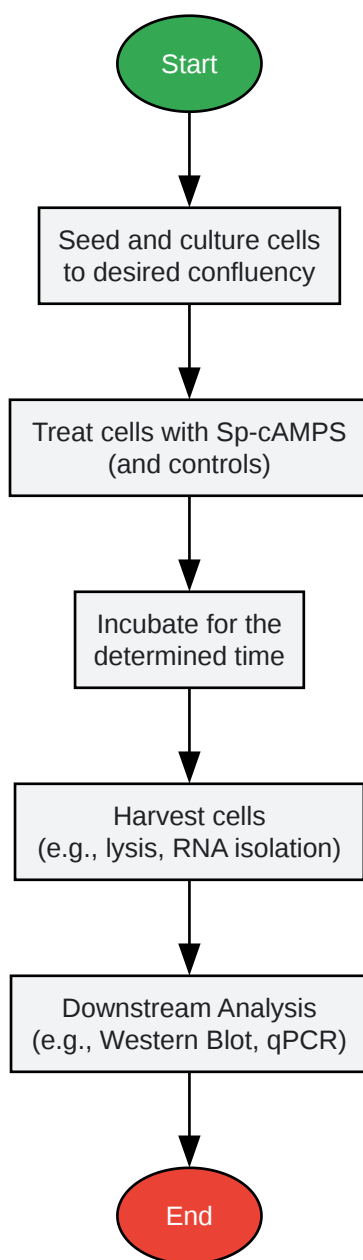 Start
Seed and culture cells
to desired confluency
Treat cells with Sp-cAMPS
(and controls)
Incubate for the
determined time
Harvest cells
(e.g., lysis, RNA isolation)
Downstream Analysis
(e.g., Western Blot, qPCR)
End